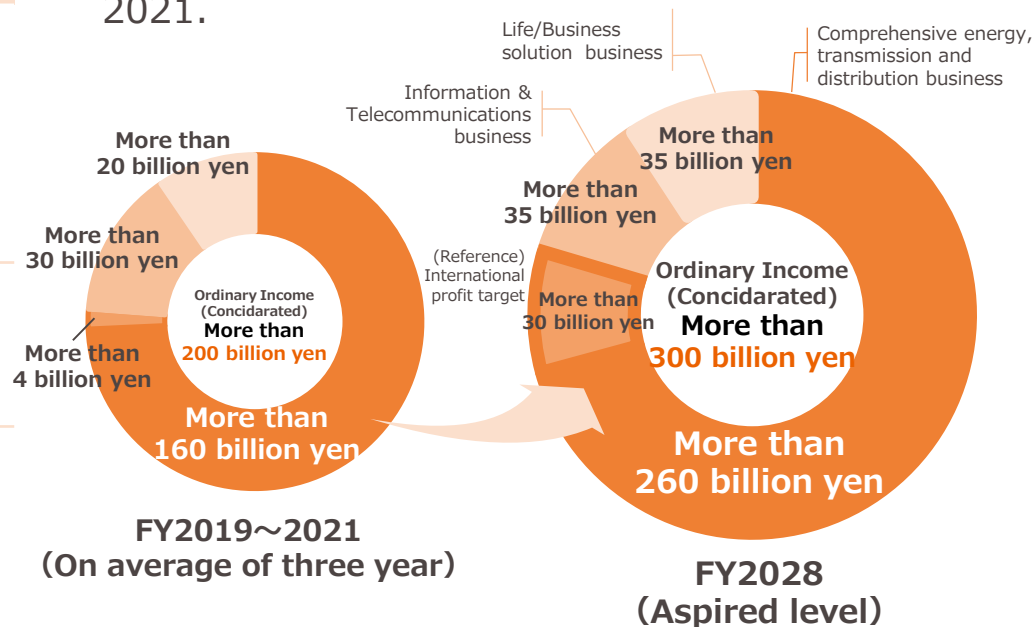 2021.
Life/Business
solution business
Comprehensive energy,
transmission and
distribution business
Information &
Telecommunications
business
More than
20 billion yen
More than
30 billion yen
More than
4 billion yen
Ordinary Income
(Concidarated)
More than
200 billion yen
More than
160 billion yen
FY2019～2021
（On average of three year）
More than
35 billion yen
More than
35 billion yen
(Reference)
International
profit target
More than
30 billion yen
Ordinary Income
(Concidarated)
More than
300 billion yen
More than
260 billion yen
FY2028
（Aspired level）